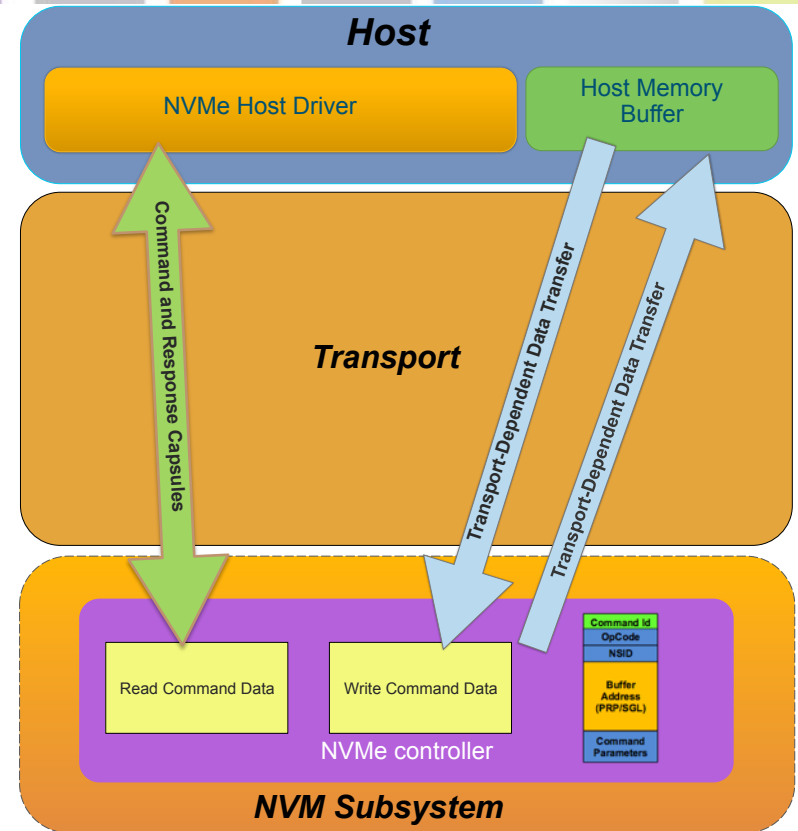 Host
NVMe Host Driver
Host Memory
Buffer
Command and Response Capsules
Transport-Dependent Data Transfer
Transport-Dependent Data Transfer
Transport
Read Command Data
Write Command Data
Command Id
OpCode
NSID
Buffer
Address
(PRP/SGL)
Command
Parameters
NVMe controller
NVM Subsystem